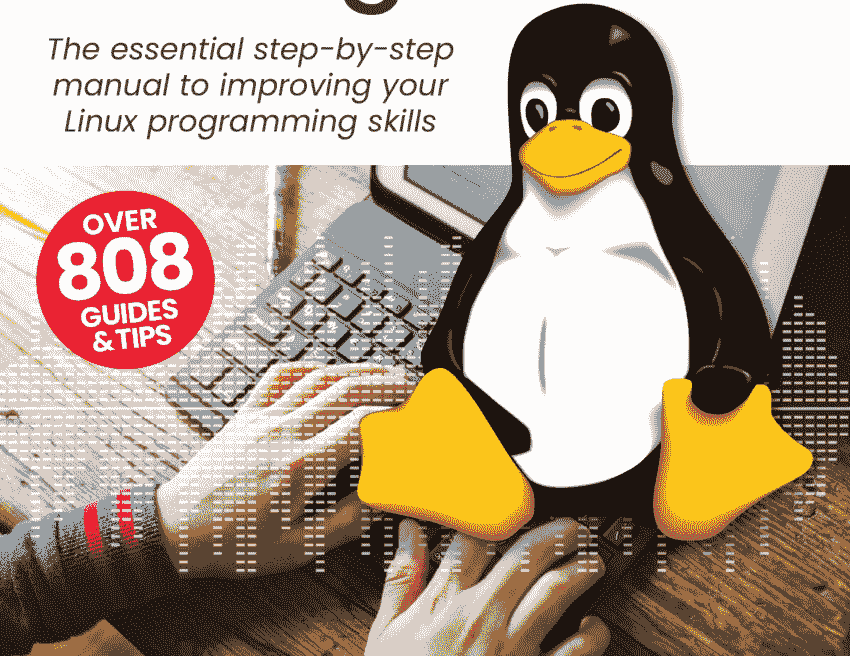 The essential step-by-step
manual to improving your
Linux programming skills
OVER
808
GUIDES
& TIPS